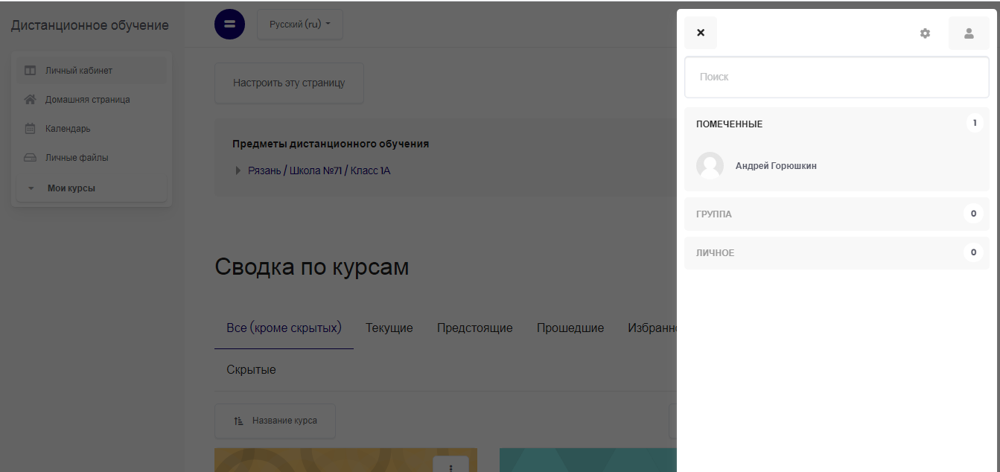 Дистанционное обучение
Личный кабинет
Домашняя страница
Календарь
Личные файлы
Мои курсы
Русский (ru)
Настроить эту страницу
Предметы дистанционного обучения
Рязань / Школа №71 / Класс 1А
Сводка по курсам
Все (кроме скрытых) Текущие Предстоящие Прошедшие Избранно
Скрытые
Название курса
Поиск
ПОМЕЧЕННЫЕ 1
Андрей Горюшкин
ГРУППА 0
ЛИЧНОЕ 0